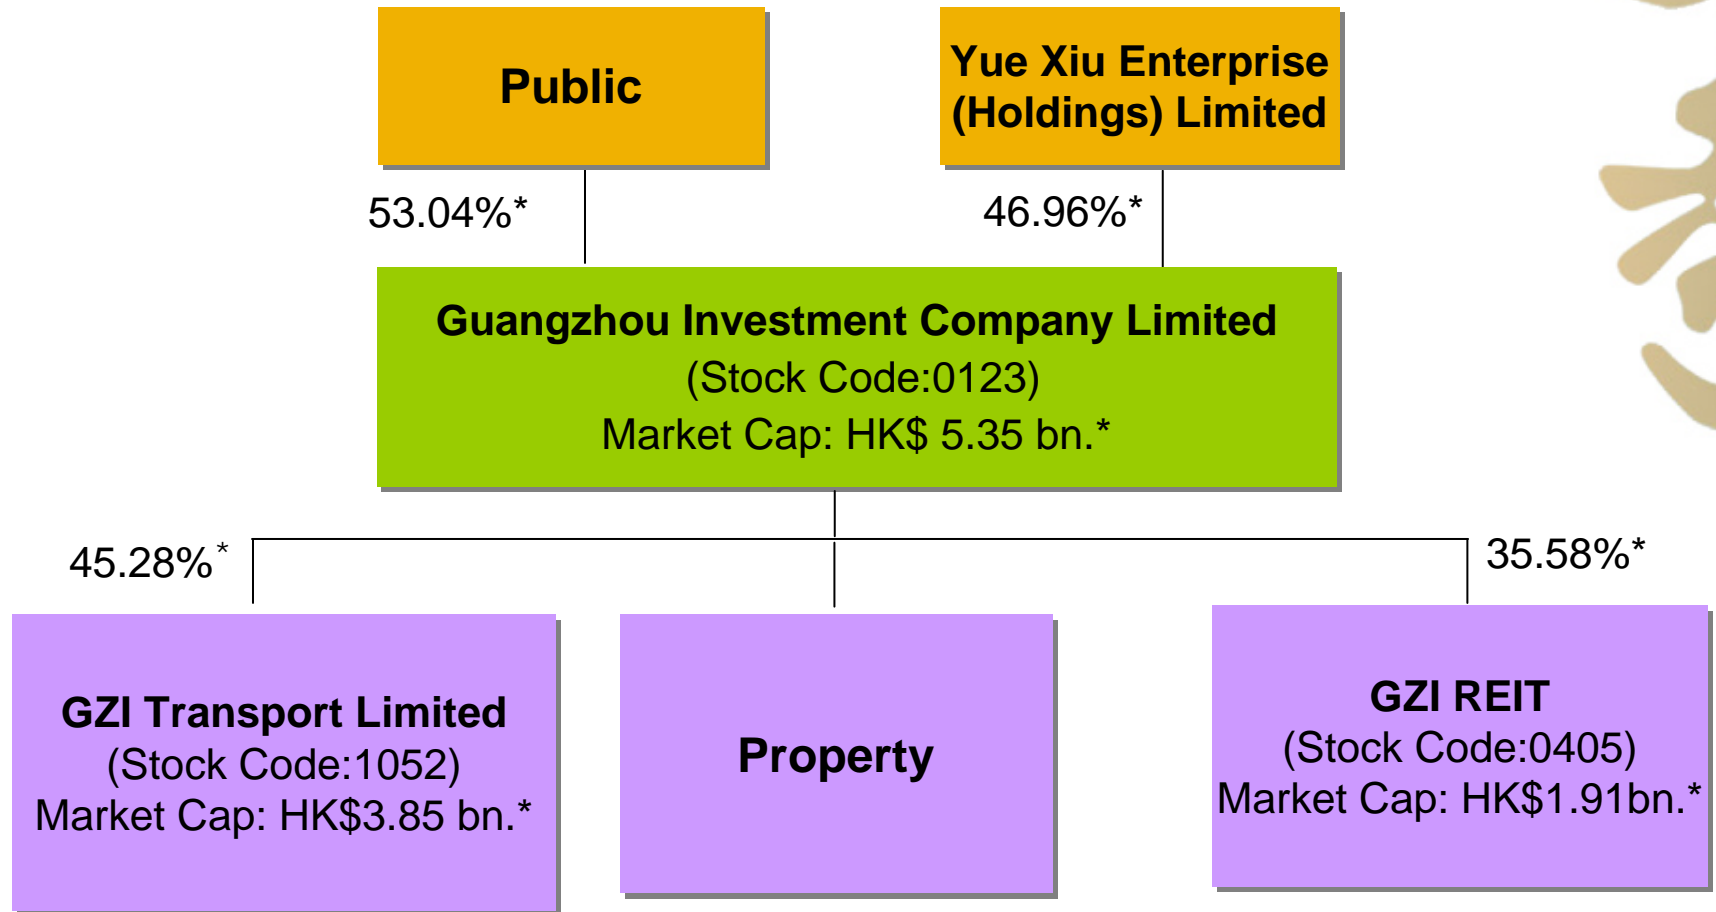 Public
Yue Xiu Enterprise
(Holdings) Limited
53.04%*
46.96%*
Guangzhou Investment Company Limited
(Stock Code:0123)
Market Cap: HK$ 5.35 bn.*
45.28%*
35.58%*
GZI Transport Limited
(Stock Code:1052)
Market Cap: HK$3.85 bn.*
Property
GZI REIT
(Stock Code:0405)
Market Cap: HK$1.91bn.*